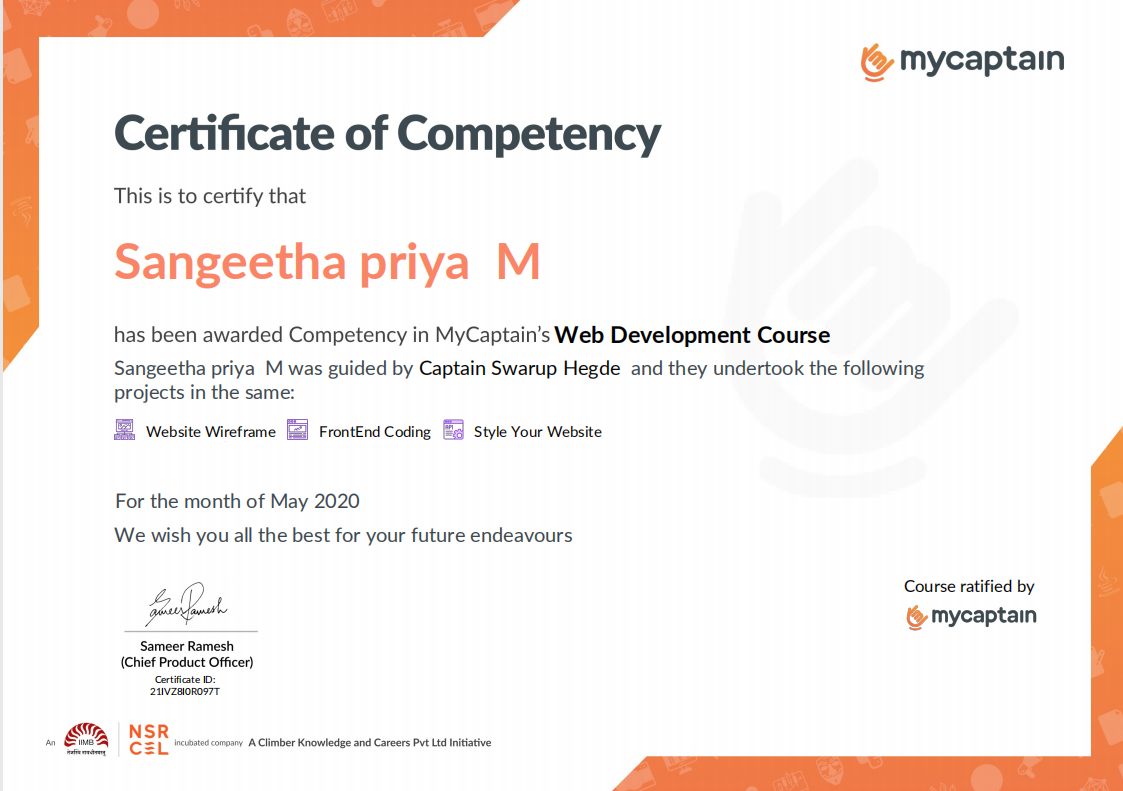 mycaptain
Certificate of Competency
This is to certify that
Sangeetha priya  M
has been awarded Competency in MyCaptain's Web Development Course
Sangeetha priya  M was guided by Captain Swarup Hegde  and they undertook the following
projects in the same:
Website Wireframe FrontEnd Coding Style Your Website
For the month of May 2020
We wish you all the best for your future endeavours
Sameer Ramesh
Sameer Ramesh
(Chief Product Officer)
Certificate ID:
21IVZ8I0R097T
Course ratified by
mycaptain
An IIMB NSRCEL incubated company A Climber Knowledge and Careers Pvt Ltd Initiative